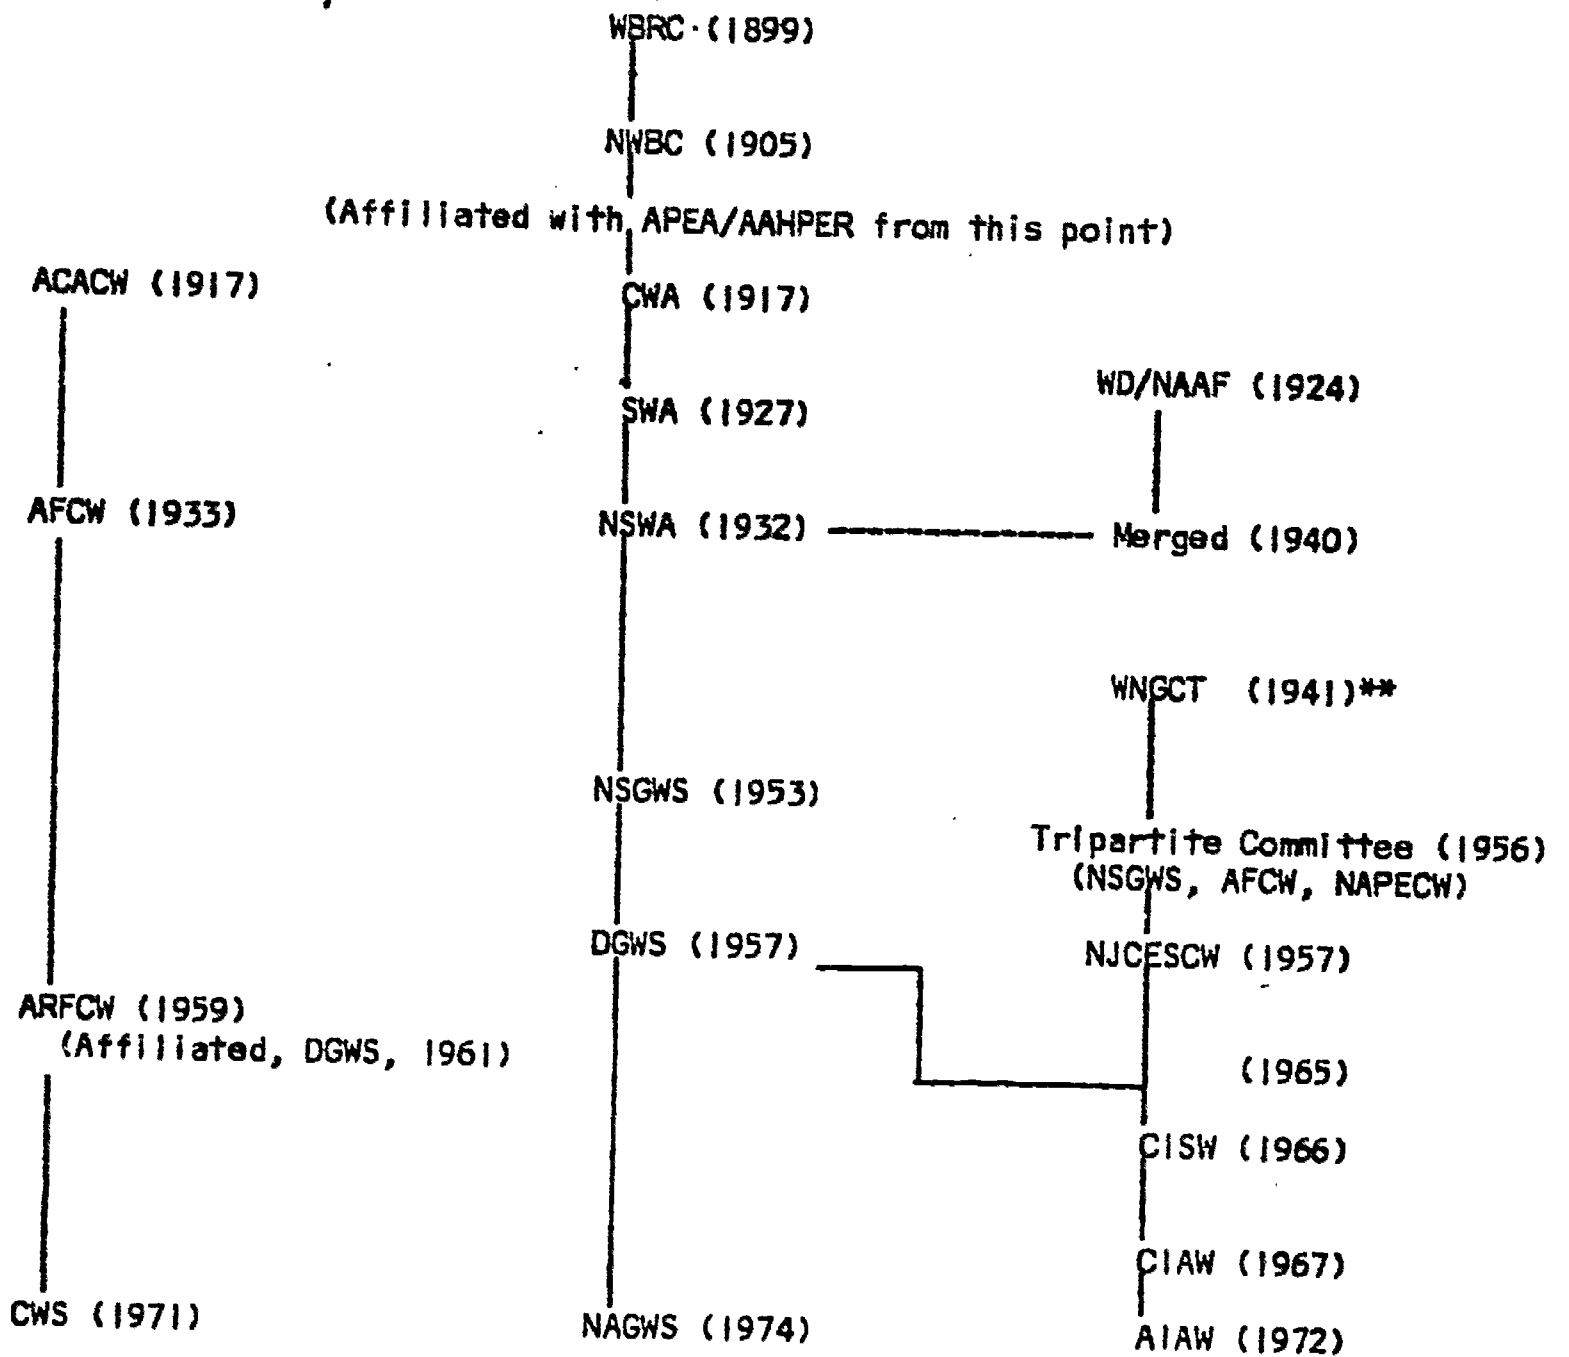 WBRC (1899)
NWBC (1905)
(Affiliated with APEA/AAHPER from this point)
ACACW (1917)
CWA (1917)
WD/NAAF (1924)
SWA (1927)
AFCW (1933)
NSWA (1932)
Merged (1940)
WNGCT (1941)**
NSGWS (1953)
Tripartite Committee (1956)
(NSGWS, AFCW, NAPECW)
DGWS (1957)
NJCESCW (1957)
ARFCW (1959)
(Affiliated, DGWS, 1961)
(1965)
CISW (1966)
CIAW (1967)
CWS (1971)
NAGWS (1974)
AIAW (1972)